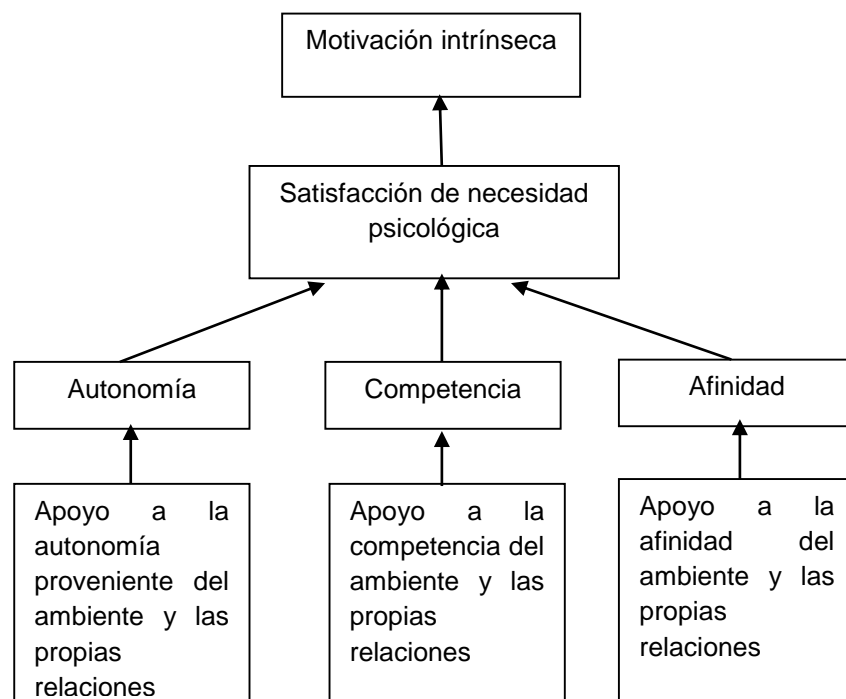 Motivación intrínseca
Satisfacción de necesidad
psicológica
Autonomía
Competencia
Afinidad
Apoyo a la
autonomía
proveniente del
ambiente y las
propias
relaciones
Apoyo a la
competencia del
ambiente y las
propias
relaciones
Apoyo a la
afinidad del
ambiente y las
propias
relaciones